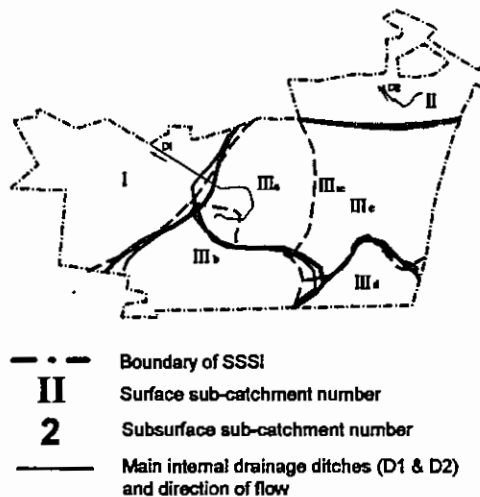 D2
II
D1
I
IIIa
IIIac
IIIc
IIIb
IIId
Boundary of SSSI
II Surface sub-catchment number
2 Subsurface sub-catchment number
Main internal drainage ditches (D1 & D2)
and direction of flow